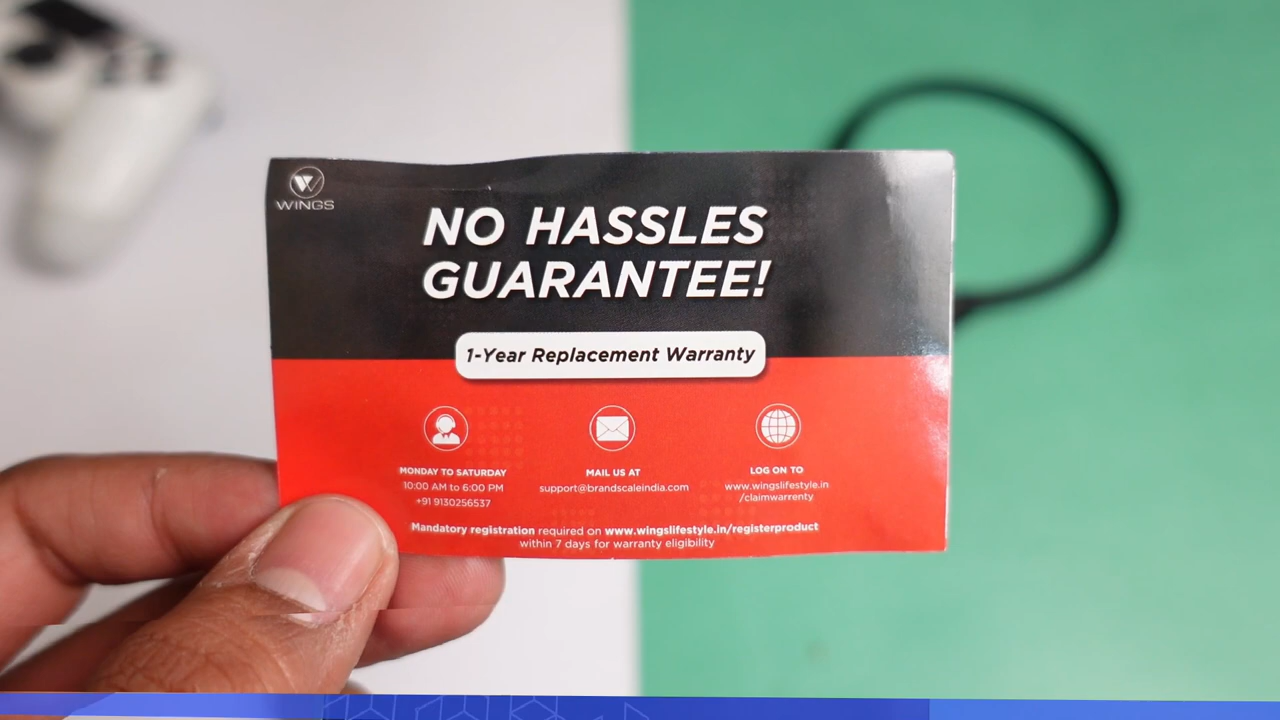 WINGS
NO HASSLES
GUARANTEE!
1-Year Replacement Warranty
MONDAY TO SATURDAY
10:00 AM to 6:00 PM
+91 9130256537
MAIL US AT
support@brandscaleindia.com
LOG ON TO
www.wingslifestyle.in
/claimwarrenty
Mandatory registration required on www.wingslifestyle.in/registerproduct
within 7 days for warranty eligibility